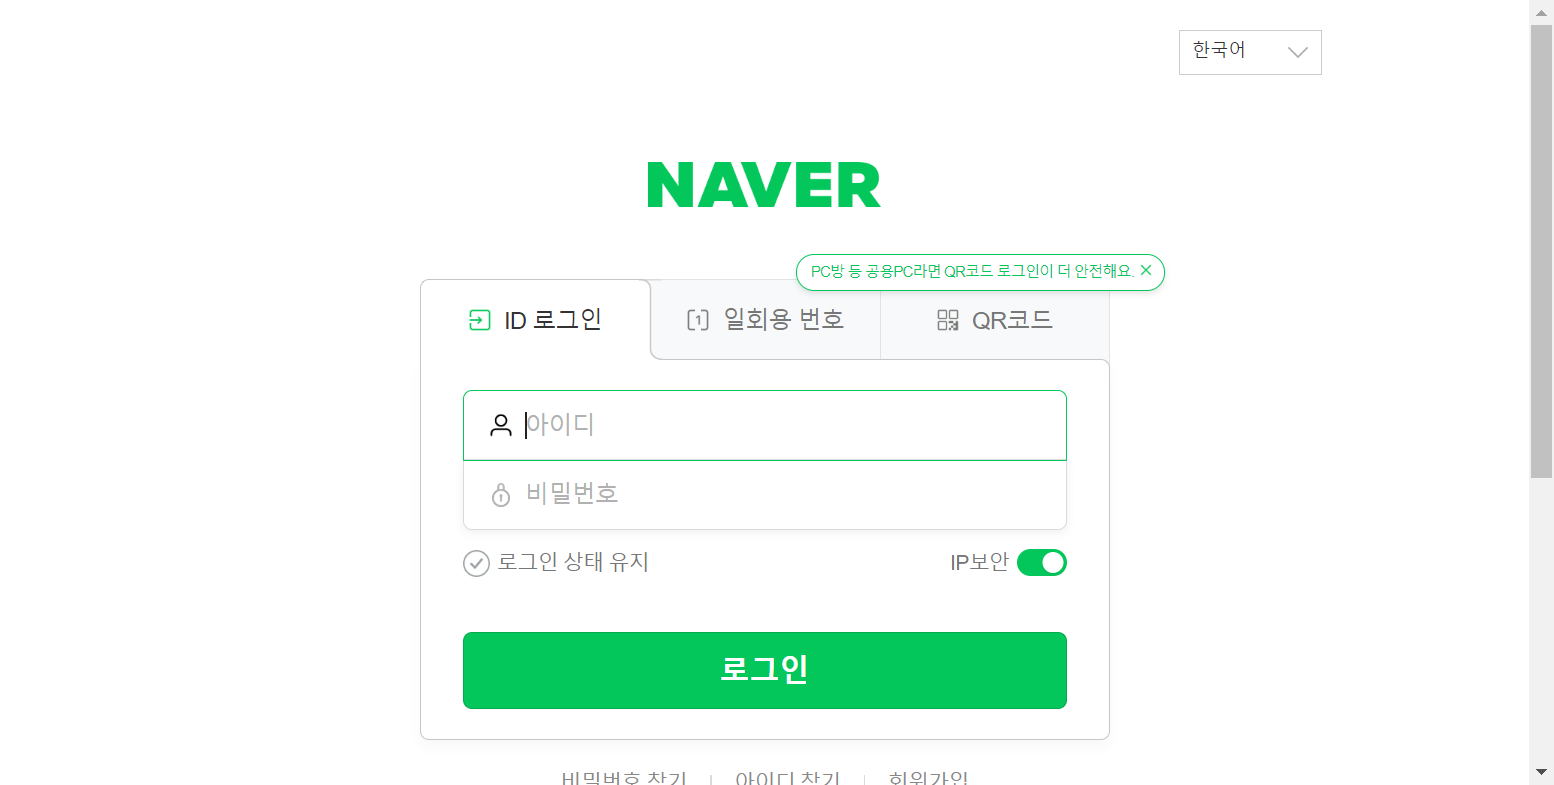 한국어
NAVER
PC방 등 공용PC라면 QR코드 로그인이 더 안전해요.
ID 로그인
1 일회용 번호
QR코드
아이디
비밀번호
로그인 상태 유지
IP보안
로그인
비밀번호 찾기 | 아이디 찾기 | 회원가입